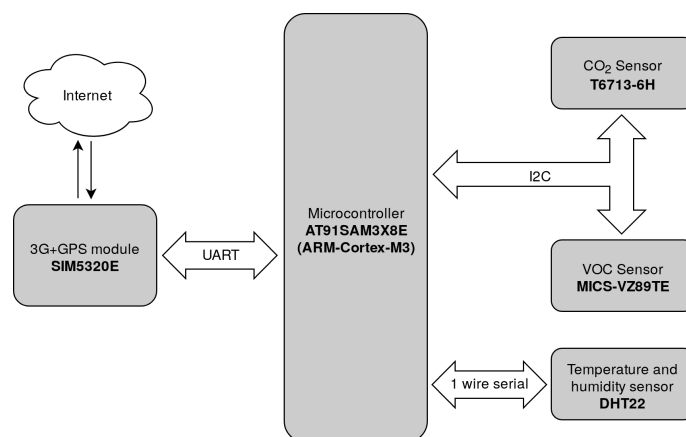 Internet
3G+GPS module
SIM5320E
UART
Microcontroller
AT91SAM3X8E
(ARM-Cortex-M3)
I2C
CO₂ Sensor
T6713-6H
VOC Sensor
MICS-VZ89TE
1 wire serial
Temperature and
humidity sensor
DHT22